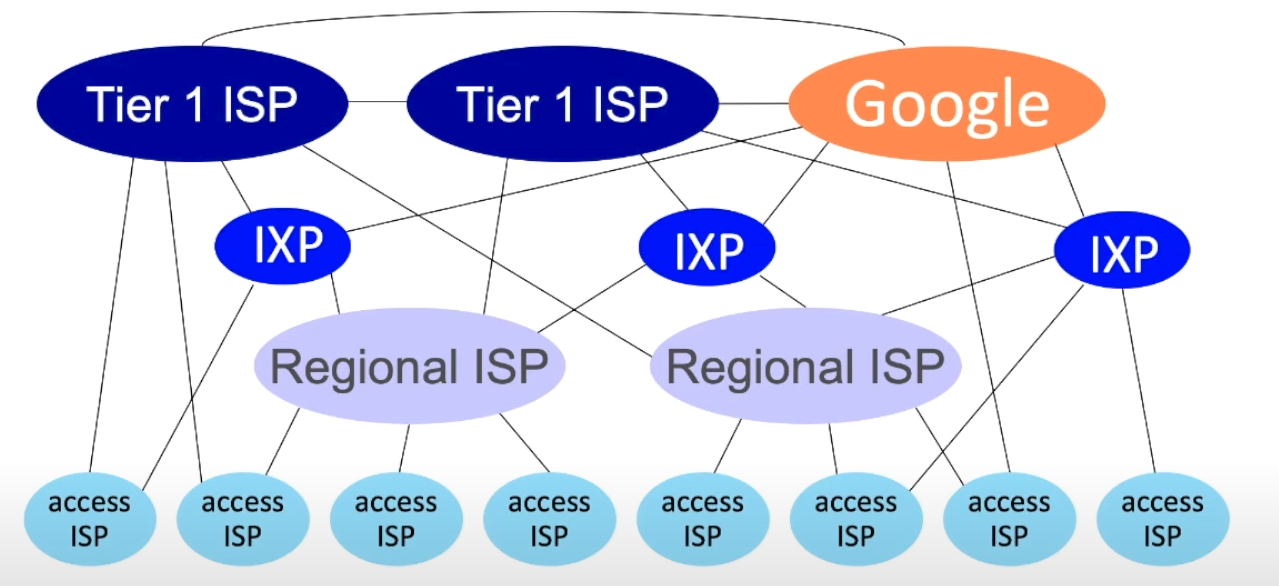 Tier 1 ISP
Tier 1 ISP
Google
IXP
IXP
IXP
Regional ISP
Regional ISP
access
ISP
access
ISP
access
ISP
access
ISP
access
ISP
access
ISP
access
ISP
access
ISP